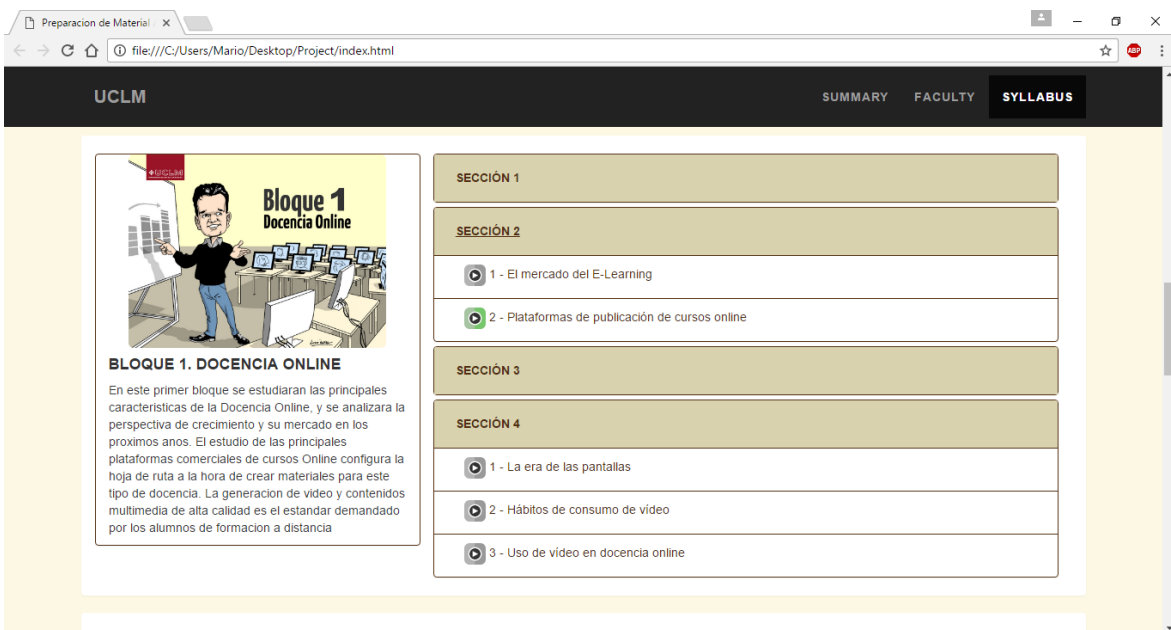 Preparacion de Material
file:///C:/Users/Mario/Desktop/Project/index.html
ABP
UCLM
SUMMARY
FACULTY
SYLLABUS
UCLM
Bloque 1
Docencia Online
BLOQUE 1. DOCENCIA ONLINE
En este primer bloque se estudiaran las principales
caracteristicas de la Docencia Online, y se analizara la
perspectiva de crecimiento y su mercado en los
proximos anos. El estudio de las principales
plataformas comerciales de cursos Online configura la
hoja de ruta a la hora de crear materiales para este
tipo de docencia. La generacion de video y contenidos
multimedia de alta calidad es el estandar demandado
por los alumnos de formacion a distancia
SECCIÓN 1
SECCIÓN 2
1 - El mercado del E-Learning
2 - Plataformas de publicación de cursos online
SECCIÓN 3
SECCIÓN 4
1 - La era de las pantallas
2 - Hábitos de consumo de vídeo
3 - Uso de vídeo en docencia online